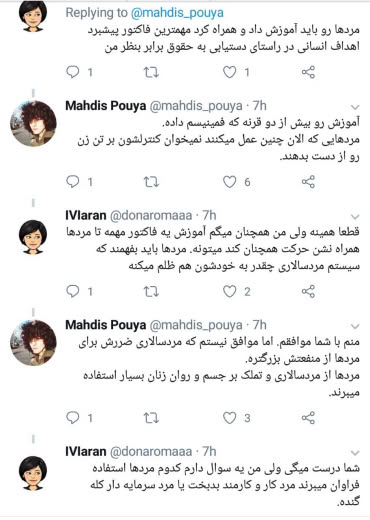 Replying to @mahdis_pouya
مردها رو باید آموزش داد و همراه کرد مهمترین فاکتور پیشبرد
اهداف انسانی در راستای دستیابی به حقوق برابر بنظر من
1 1
Mahdis Pouya @mahdis_pouya · 7h
آموزش رو بیش از دو قرنه که فمینیسم داده.
مردهایی که الان چنین عمل میکنند نمیخوان کنترلشون بر تن زن
رو از دست بدهند.
1 6
IVIaran @donaromaaa · 7h
قطعا همینه ولی من همچنان میگم آموزش یه فاکتور مهمه تا مردها
همراه نشن حرکت همچنان کند میتونه. مردها باید بفهمند که
سیستم مردسالاری چقدر به خودشون هم ظلم میکنه
1 2
Mahdis Pouya @mahdis_pouya · 7h
منم با شما موافقم. اما موافق نیستم که مردسالاری ضررش برای
مردها از منفعتش بزرگتره.
مردها از مردسالاری و تملک بر جسم و روان زنان بسیار استفاده
میبرند.
1 3
IVIaran @donaromaaa · 7h
شما درست میگی ولی من یه سوال دارم کدوم مردها استفاده
فراوان میبرند مرد کار و کارمند بدبخت یا مرد سرمایه دار کله
گنده.